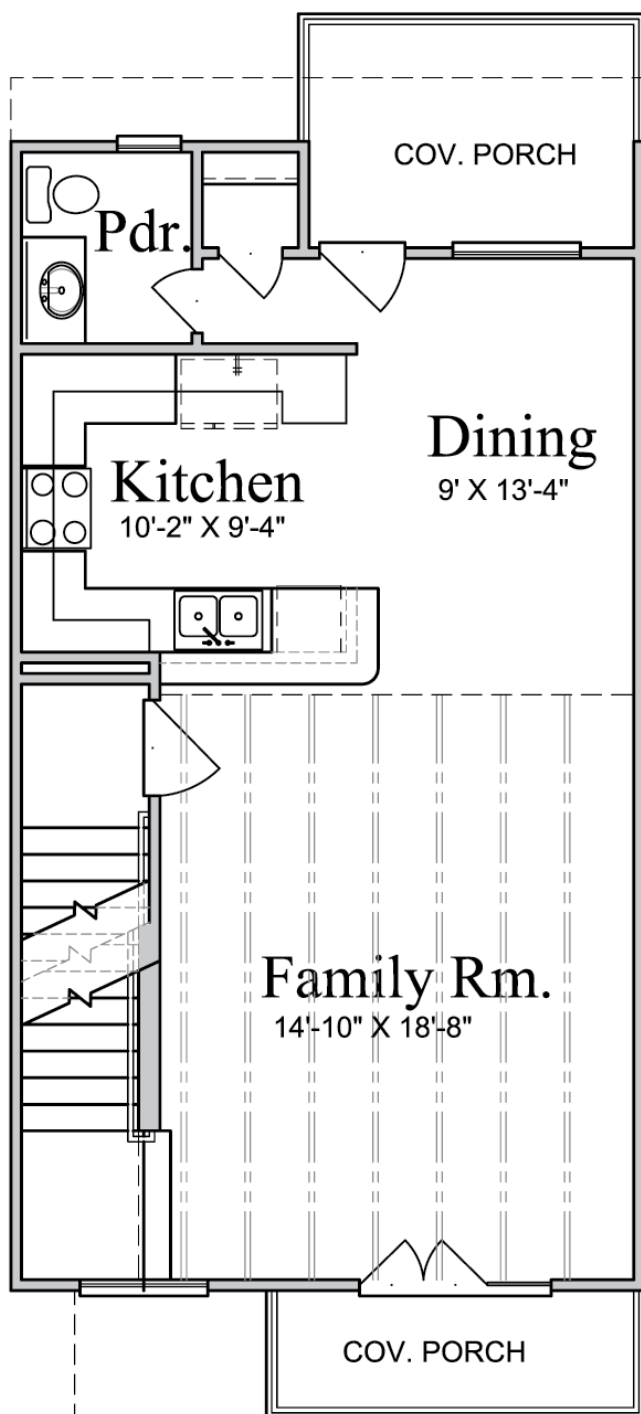 COV. PORCH
Pdr.
Dining
9' X 13'-4"
Kitchen
10'-2" X 9'-4"
Family Rm.
14'-10" X 18'-8"
COV. PORCH